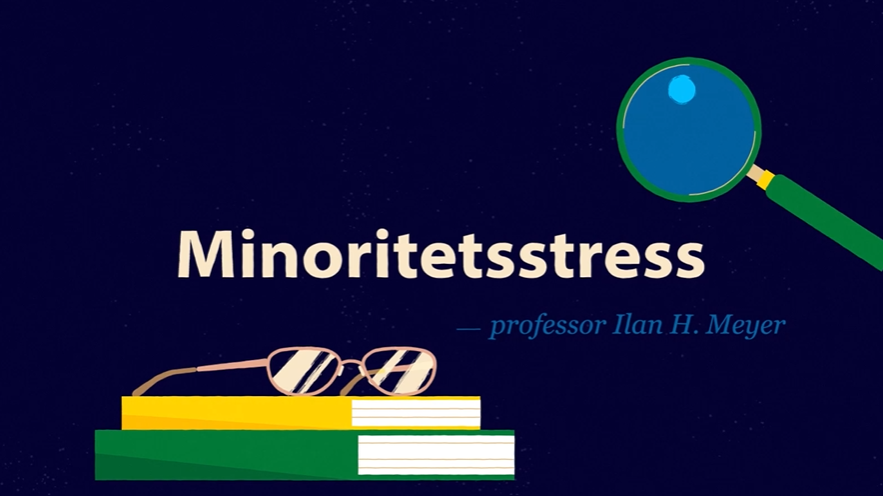 Minoritetsstress
— professor Ilan H. Meyer